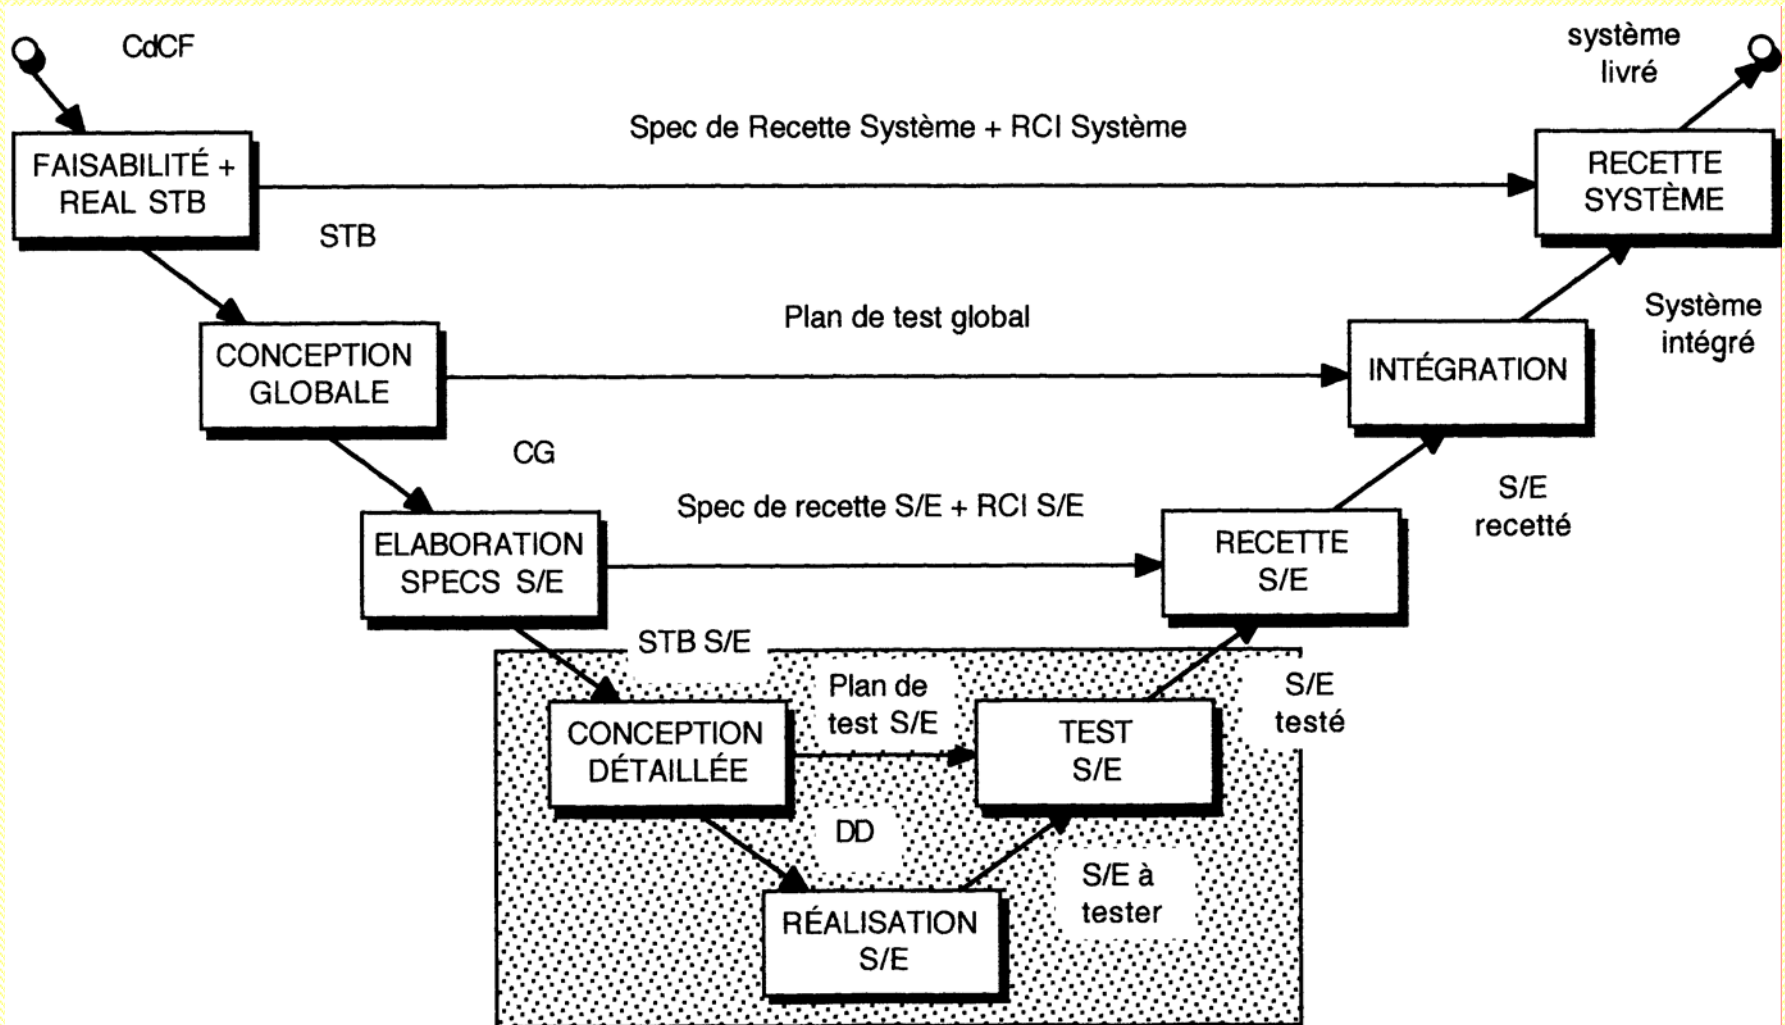 CdCF
système
livré
Spec de Recette Système + RCI Système
FAISABILITÉ +
REAL STB
RECETTE
SYSTÈME
STB
Plan de test global
Système
intégré
CONCEPTION
GLOBALE
INTÉGRATION
CG
Spec de recette S/E + RCI S/E
S/E
recetté
ELABORATION
SPECS S/E
RECETTE
S/E
STB S/E
Plan de
test S/E
S/E
testé
CONCEPTION
DÉTAILLÉE
TEST
S/E
DD
S/E à
tester
RÉALISATION
S/E